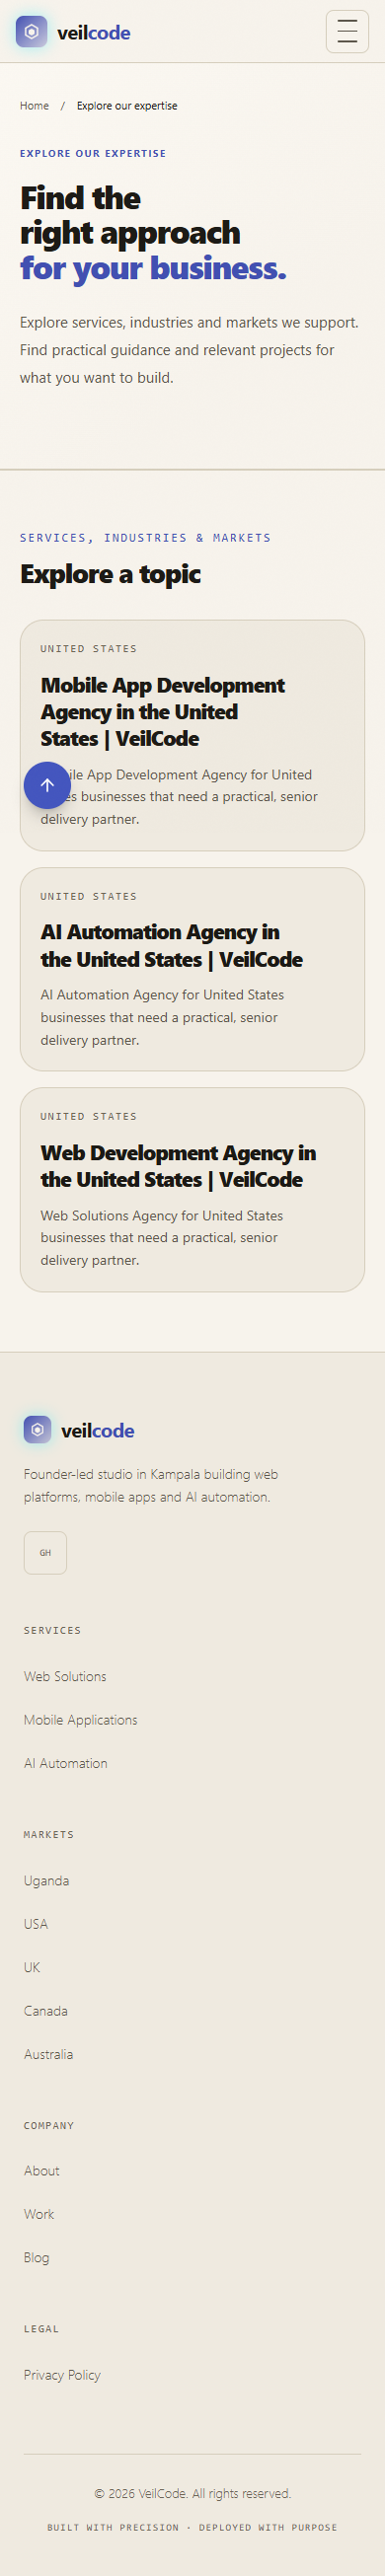 veilcode
Home / Explore our expertise
EXPLORE OUR EXPERTISE
Find the
right approach
for your business.
Explore services, industries and markets we support.
Find practical guidance and relevant projects for
what you want to build.
SERVICES, INDUSTRIES & MARKETS
Explore a topic
UNITED STATES
Mobile App Development
Agency in the United
States | VeilCode
App Development Agency for United
businesses that need a practical, senior
delivery partner.
UNITED STATES
AI Automation Agency in
the United States | VeilCode
AI Automation Agency for United States
businesses that need a practical, senior
delivery partner.
UNITED STATES
Web Development Agency in
the United States | VeilCode
Web Solutions Agency for United States
businesses that need a practical, senior
delivery partner.
veilcode
Founder-led studio in Kampala building web
platforms, mobile apps and AI automation.
GH
SERVICES
Web Solutions
Mobile Applications
AI Automation
MARKETS
Uganda
USA
UK
Canada
Australia
COMPANY
About
Work
Blog
LEGAL
Privacy Policy
© 2026 VeilCode. All rights reserved.
BUILT WITH PRECISION · DEPLOYED WITH PURPOSE